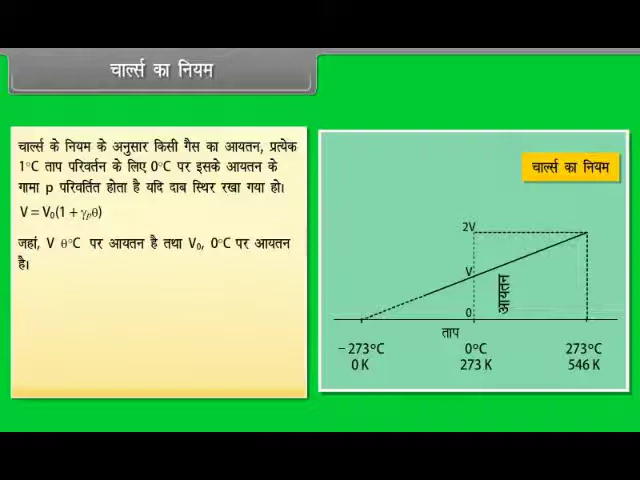 चार्ल्स का नियम
चार्ल्स के नियम के अनुसार किसी गैस का आयतन, प्रत्येक
1°C ताप परिवर्तन के लिए 0°C पर इसके आयतन के
गामा p परिवर्तित होता है यदि दाब स्थिर रखा गया हो।
V = V₀(1 + γₚθ)
जहां, V θ°C पर आयतन है तथा V₀, 0°C पर आयतन
है।
चार्ल्स का नियम
2V
V
आयतन
0
ताप
−273°C 0°C 273°C
0 K 273 K 546 K